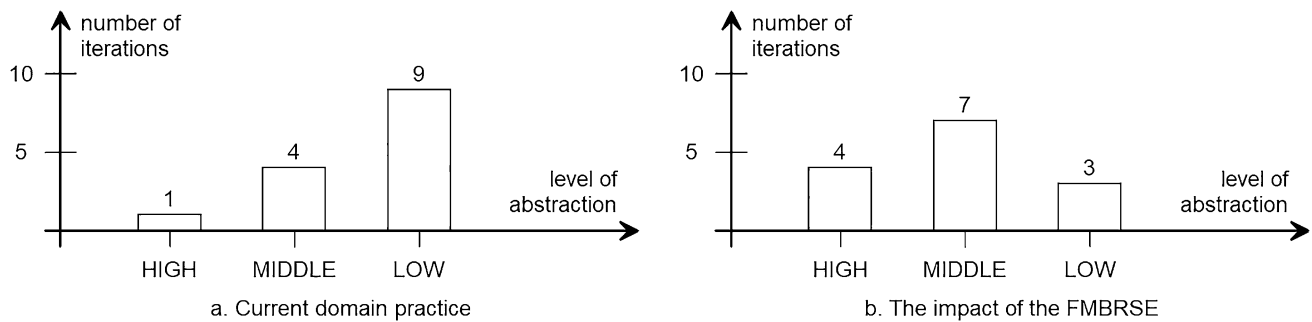 number of
iterations
10
5
1
4
9
level of
abstraction
HIGH
MIDDLE
LOW
a. Current domain practice
number of
iterations
10
5
4
7
3
level of
abstraction
HIGH
MIDDLE
LOW
b. The impact of the FMBRSE